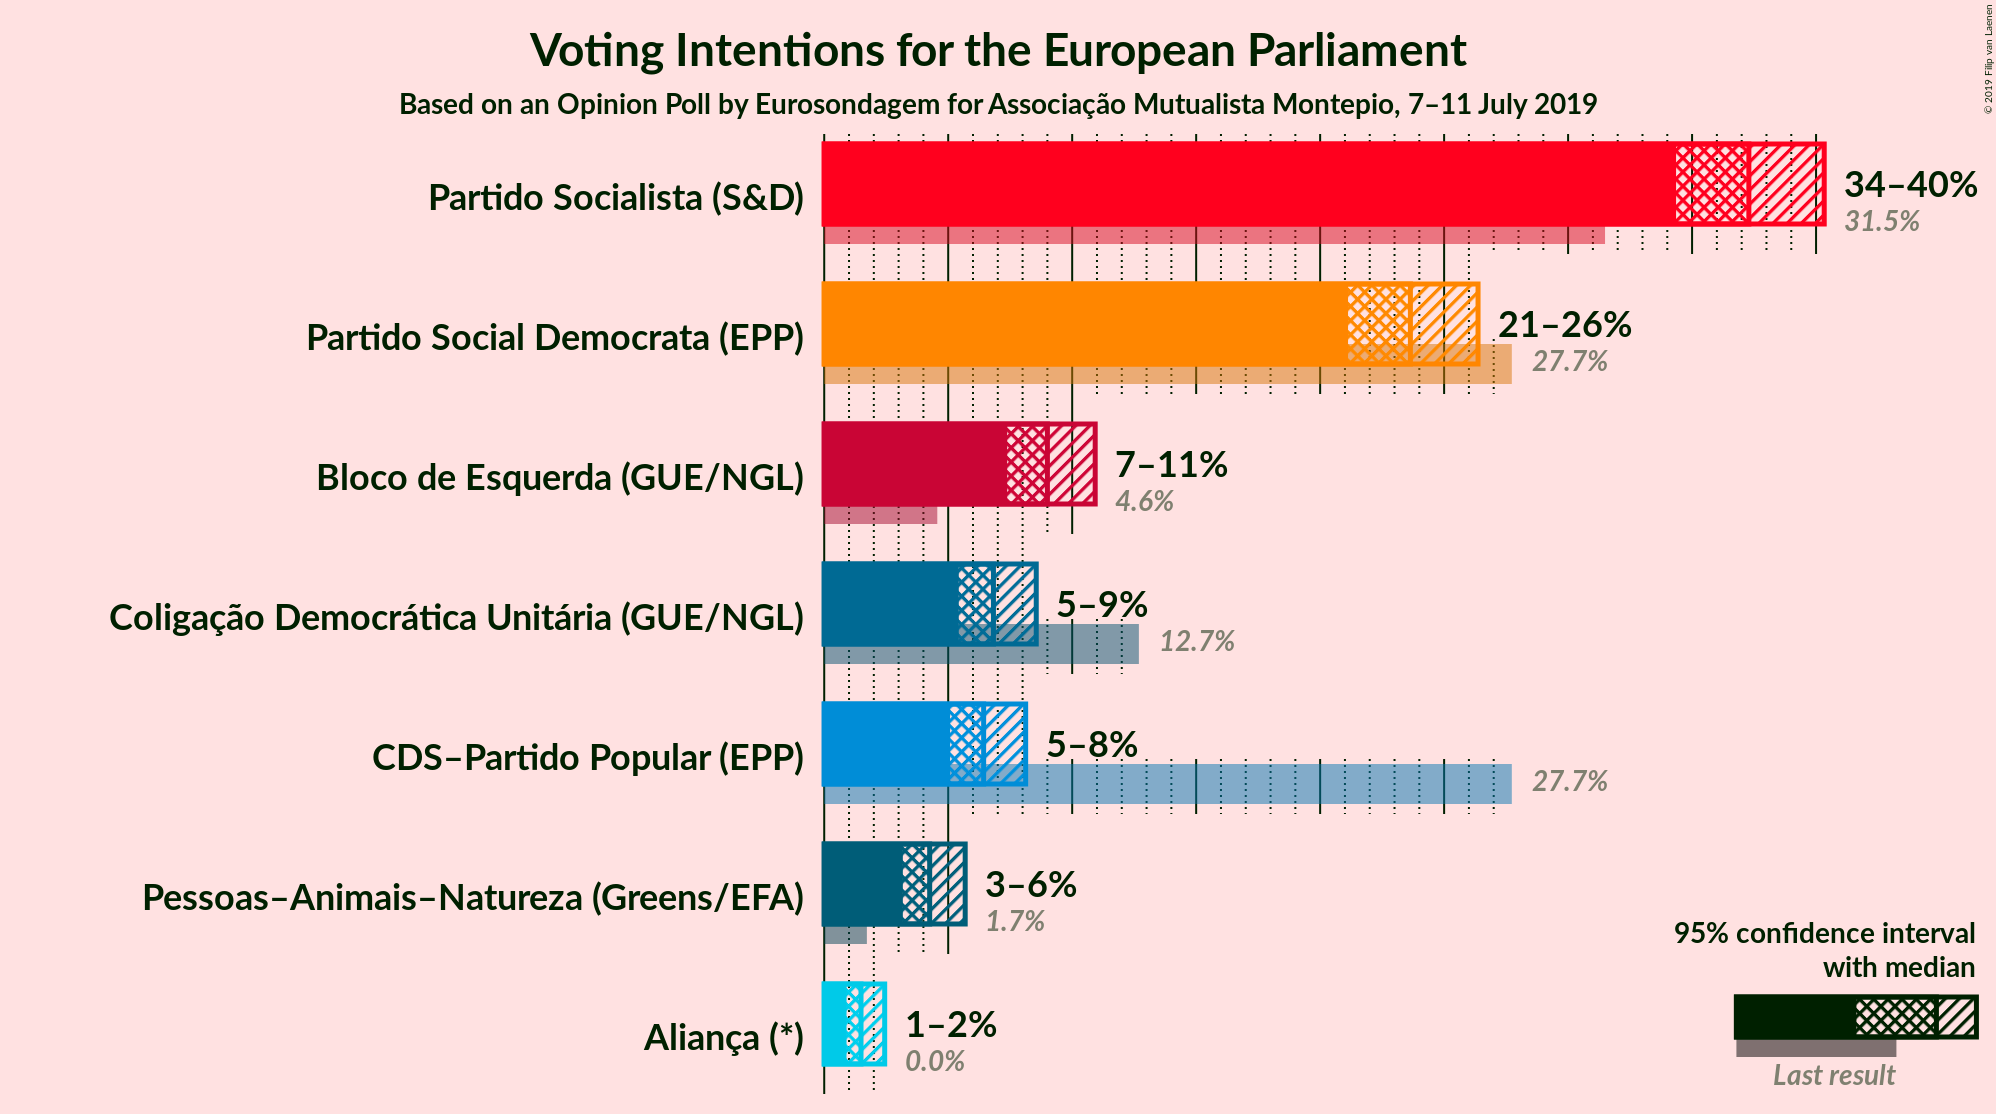 Voting Intentions for the European Parliament
Based on an Opinion Poll by Eurosondagem for Associação Mutualista Montepio, 7–11 July 2019
© 2019 Filip van Laenen
Partido Socialista (S&D)
34–40%
31.5%
Partido Social Democrata (EPP)
21–26%
27.7%
Bloco de Esquerda (GUE/NGL)
7–11%
4.6%
Coligação Democrática Unitária (GUE/NGL)
5–9%
12.7%
CDS–Partido Popular (EPP)
5–8%
27.7%
Pessoas–Animais–Natureza (Greens/EFA)
3–6%
1.7%
Aliança (*)
1–2%
0.0%
95% confidence interval
with median
Last result